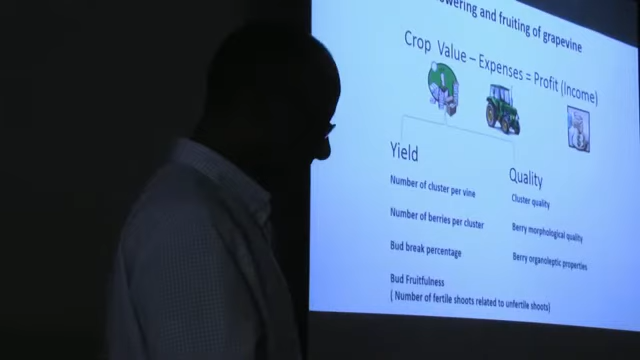 wering and fruiting of grapevine
Crop Value – Expenses = Profit (Income)
Yield
Number of cluster per vine
Number of berries per cluster
Bud break percentage
Bud Fruitfulness
( Number of fertile shoots related to unfertile shoots)
Quality
Cluster quality
Berry morphological quality
Berry organoleptic properties